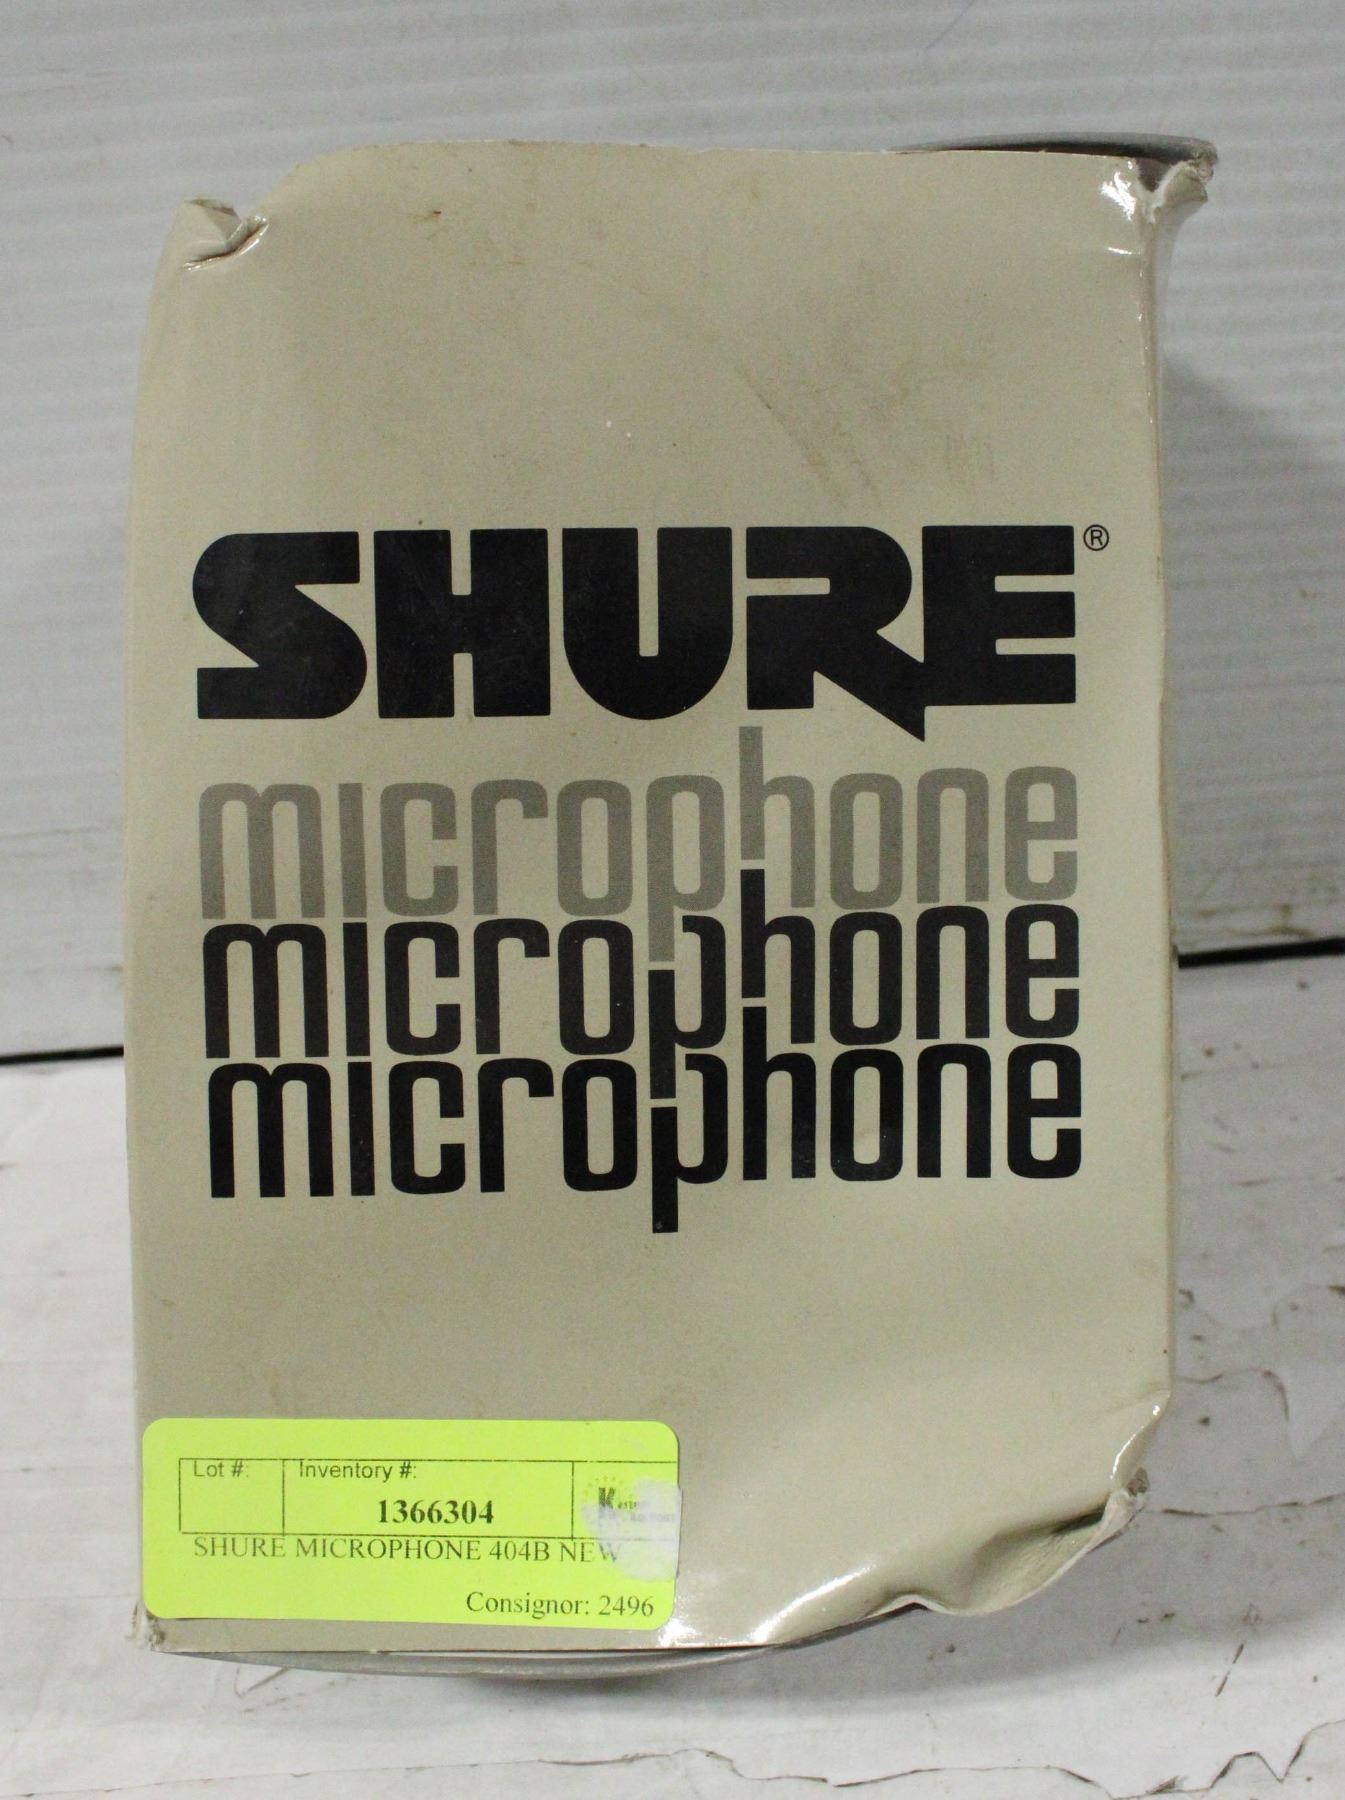 SHURE®
microphone
microphone
microphone
Lot #: Inventory #:
1366304
SHURE MICROPHONE 404B NEW
Consignor: 2496